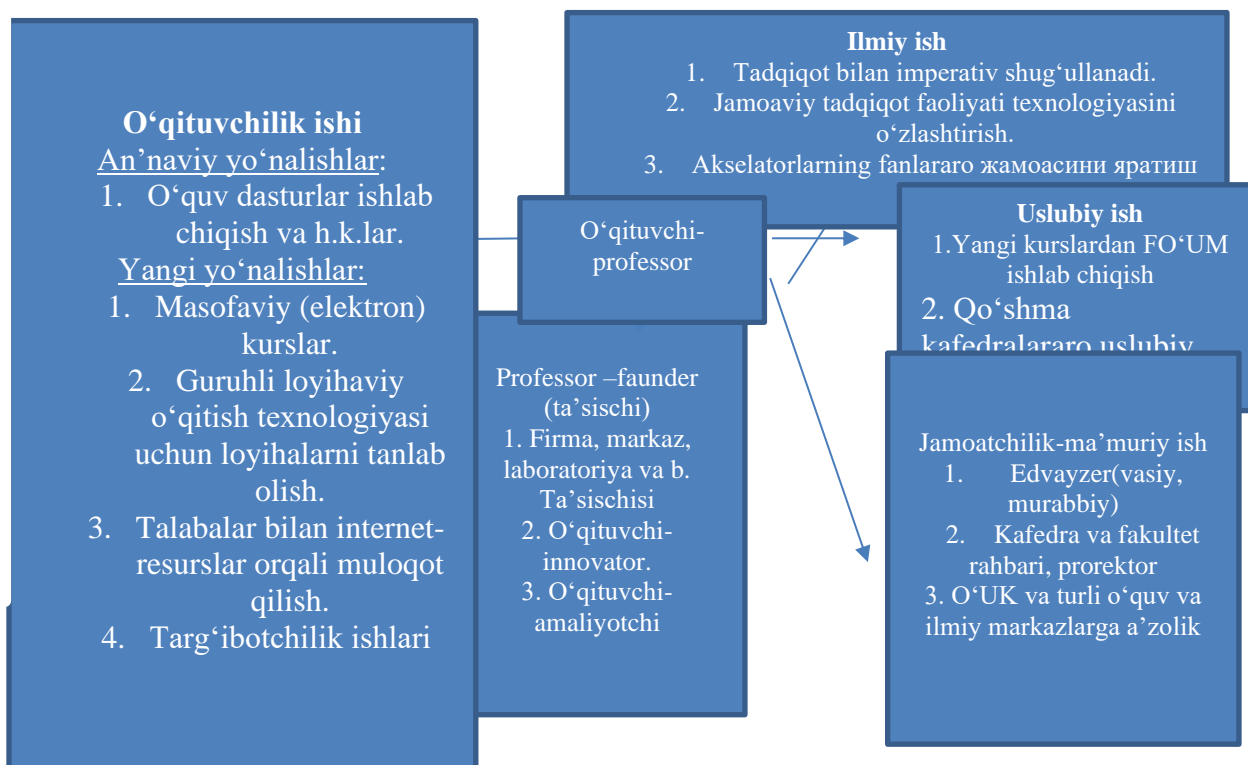 O‘qituvchilik ishi
An’naviy yo‘nalishlar:
1. O‘quv dasturlar ishlab
chiqish va h.k.lar.
Yangi yo‘nalishlar:
1. Masofaviy (elektron)
kurslar.
2. Guruhli loyihaviy
o‘qitish texnologiyasi
uchun loyihalarni tanlab
olish.
3. Talabalar bilan internet-
resurslar orqali muloqot
qilish.
4. Targ‘ibotchilik ishlari
Ilmiy ish
1. Tadqiqot bilan imperativ shug‘ullanadi.
2. Jamoaviy tadqiqot faoliyati texnologiyasini
o‘zlashtirish.
3. Akselatorlarning fanlararo жамоасини яратиш
O‘qituvchi-
professor
Uslubiy ish
1.Yangi kurslardan FO‘UM
ishlab chiqish
2. Qo‘shma
kafedralararo uslubiy
Professor –faunder
(ta’sischi)
1. Firma, markaz,
laboratoriya va b.
Ta’sischisi
2. O‘qituvchi-
innovator.
3. O‘qituvchi-
amaliyotchi
Jamoatchilik-ma’muriy ish
1. Edvayzer(vasiy,
murabbiy)
2. Kafedra va fakultet
rahbari, prorektor
3. O‘UK va turli o‘quv va
ilmiy markazlarga a’zolik